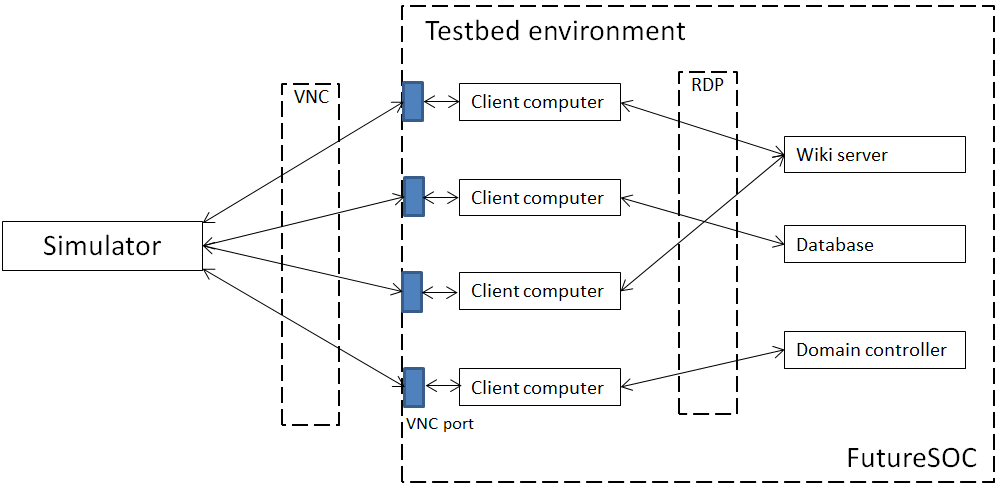 Testbed environment
VNC
RDP
Client computer
Wiki server
Client computer
Simulator
Database
Client computer
Domain controller
Client computer
VNC port
FutureSOC